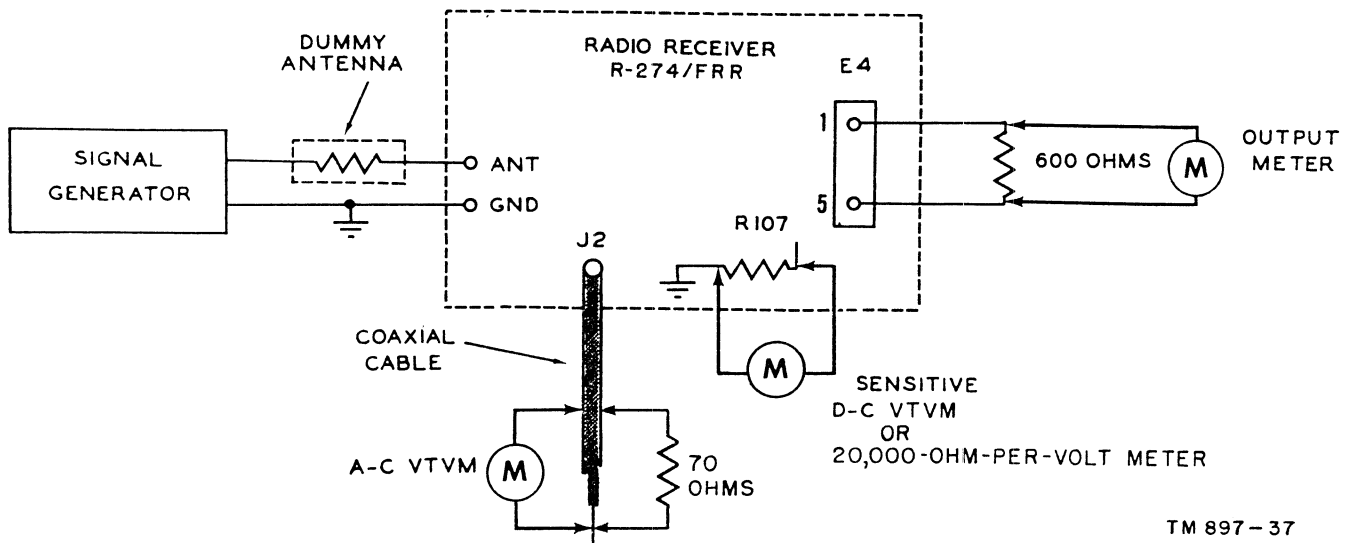 DUMMY
ANTENNA
RADIO RECEIVER
R-274/FRR
E4
SIGNAL
GENERATOR
ANT
GND
1
5
600 OHMS
M
OUTPUT
METER
J2
R107
COAXIAL
CABLE
M
SENSITIVE
D-C VTVM
OR
20,000-OHM-PER-VOLT METER
A-C VTVM
M
70
OHMS
TM 897-37